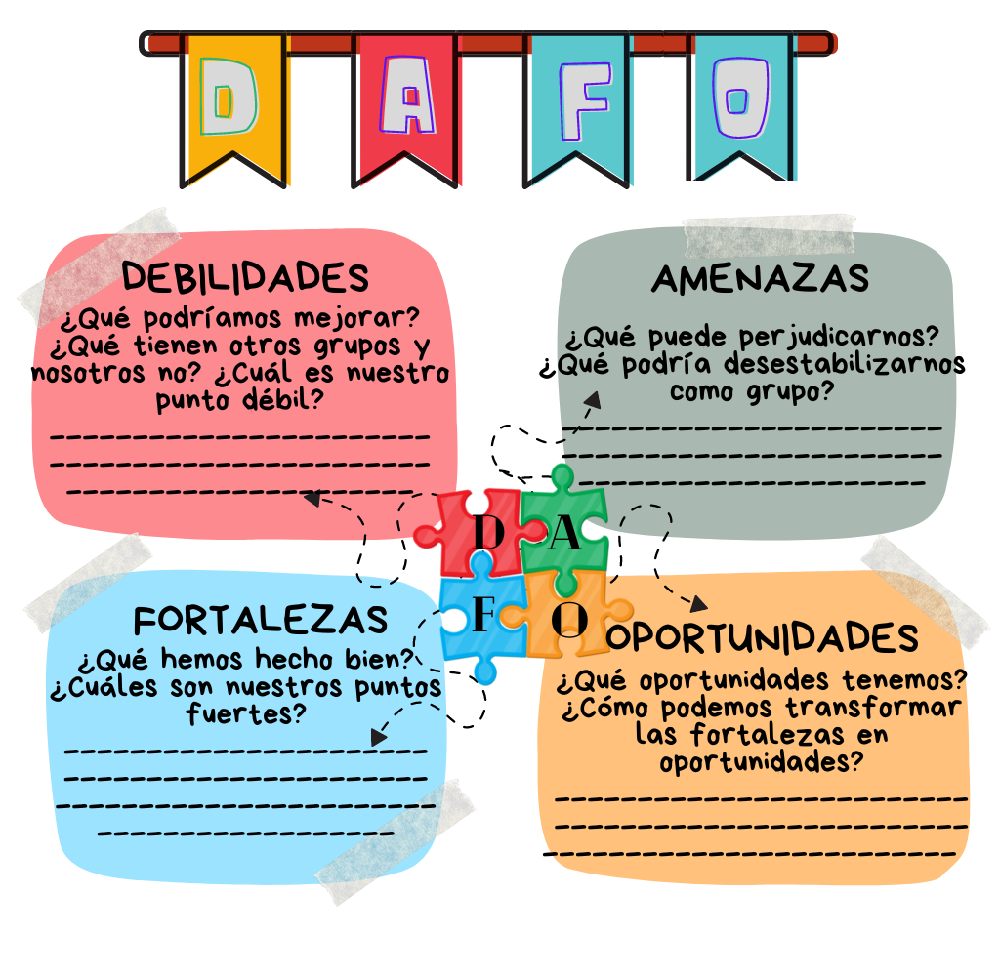 D A F O
DEBILIDADES
¿Qué podríamos mejorar?
¿Qué tienen otros grupos y
nosotros no? ¿Cuál es nuestro
punto débil?
AMENAZAS
¿Qué puede perjudicarnos?
¿Qué podría desestabilizarnos
como grupo?
D A
F O
FORTALEZAS
¿Qué hemos hecho bien?
¿Cuáles son nuestros puntos
fuertes?
OPORTUNIDADES
¿Qué oportunidades tenemos?
¿Cómo podemos transformar
las fortalezas en
oportunidades?